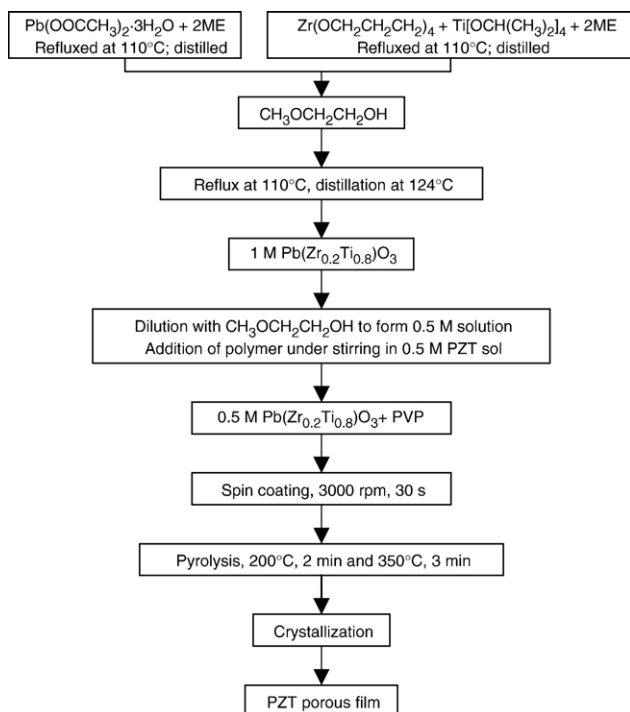 Pb(OOCCH₃)₂·3H₂O + 2ME
Refluxed at 110°C; distilled
Zr(OCH₂CH₂CH₂)₄ + Ti[OCH(CH₃)₂]₄ + 2ME
Refluxed at 110°C; distilled
CH₃OCH₂CH₂OH
Reflux at 110°C, distillation at 124°C
1 M Pb(Zr₀.₂Ti₀.₈)O₃
Dilution with CH₃OCH₂CH₂OH to form 0.5 M solution
Addition of polymer under stirring in 0.5 M PZT sol
0.5 M Pb(Zr₀.₂Ti₀.₈)O₃+ PVP
Spin coating, 3000 rpm, 30 s
Pyrolysis, 200°C, 2 min and 350°C, 3 min
Crystallization
PZT porous film